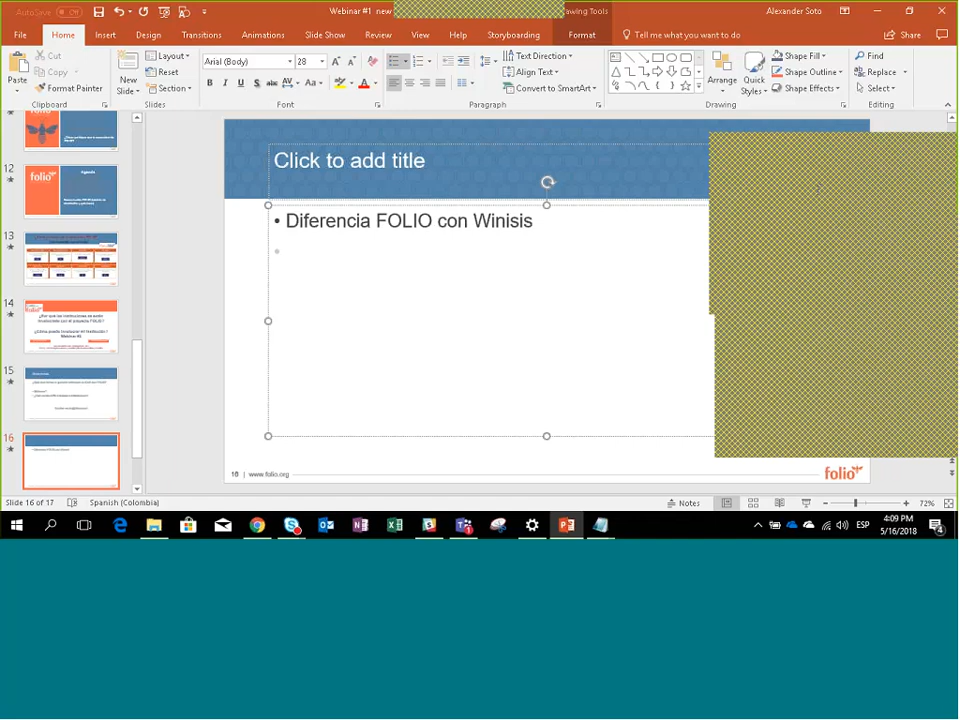 AutoSave Off
Webinar #1 new
awing Tools
Alexander Soto
File Home Insert Design Transitions Animations Slide Show Review View Help Storyboarding Format Tell me what you want to do Share
Paste
Cut
Copy
Format Painter
Clipboard
New Slide
Layout
Reset
Section
Slides
Arial (Body) 28
Font
Text Direction
Align Text
Convert to SmartArt
Paragraph
Arrange
Quick Styles
Shape Fill
Shape Outline
Shape Effects
Drawing
Find
Replace
Select
Editing
folio
12
folio
Agenda
13
14
folio
15
16
Click to add title
• Diferencia FOLIO con Winisis
16 | www.folio.org
folio
Slide 16 of 17 Spanish (Colombia) Notes 72%
ESP
4:09 PM
5/16/2018